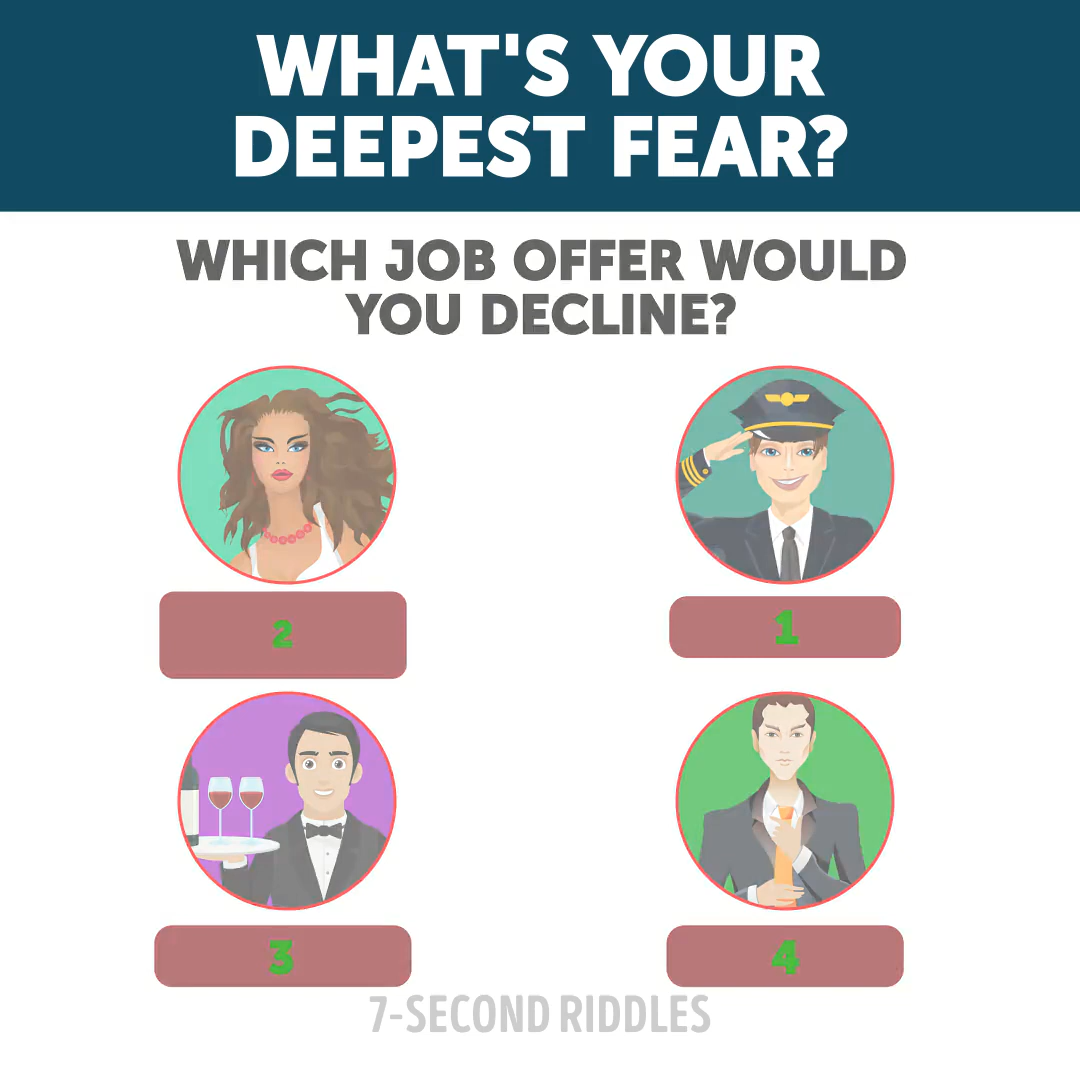 WHAT'S YOUR
DEEPEST FEAR?
WHICH JOB OFFER WOULD
YOU DECLINE?
2
1
3
4
7-SECOND RIDDLES